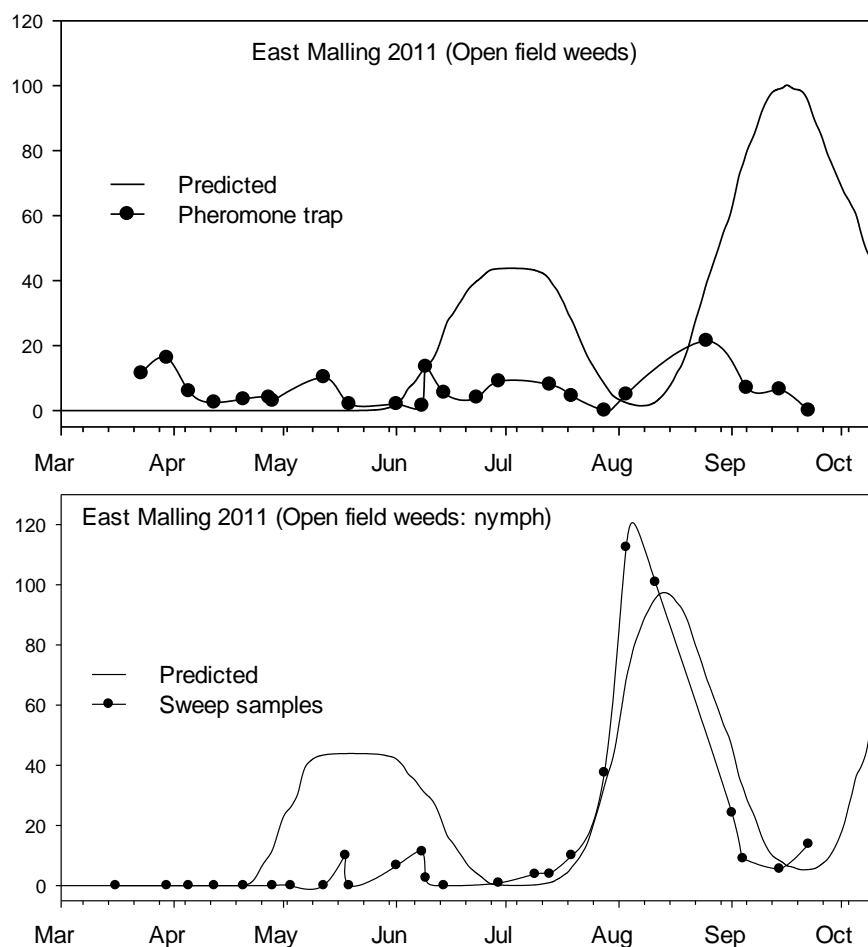 120
East Malling 2011 (Open field weeds)
100
80
Predicted
60
Pheromone trap
40
20
0
Mar Apr May Jun Jul Aug Sep Oct
East Malling 2011 (Open field weeds: nymph)
120
100
80
Predicted
60
Sweep samples
40
20
0
Mar Apr May Jun Jul Aug Sep Oct